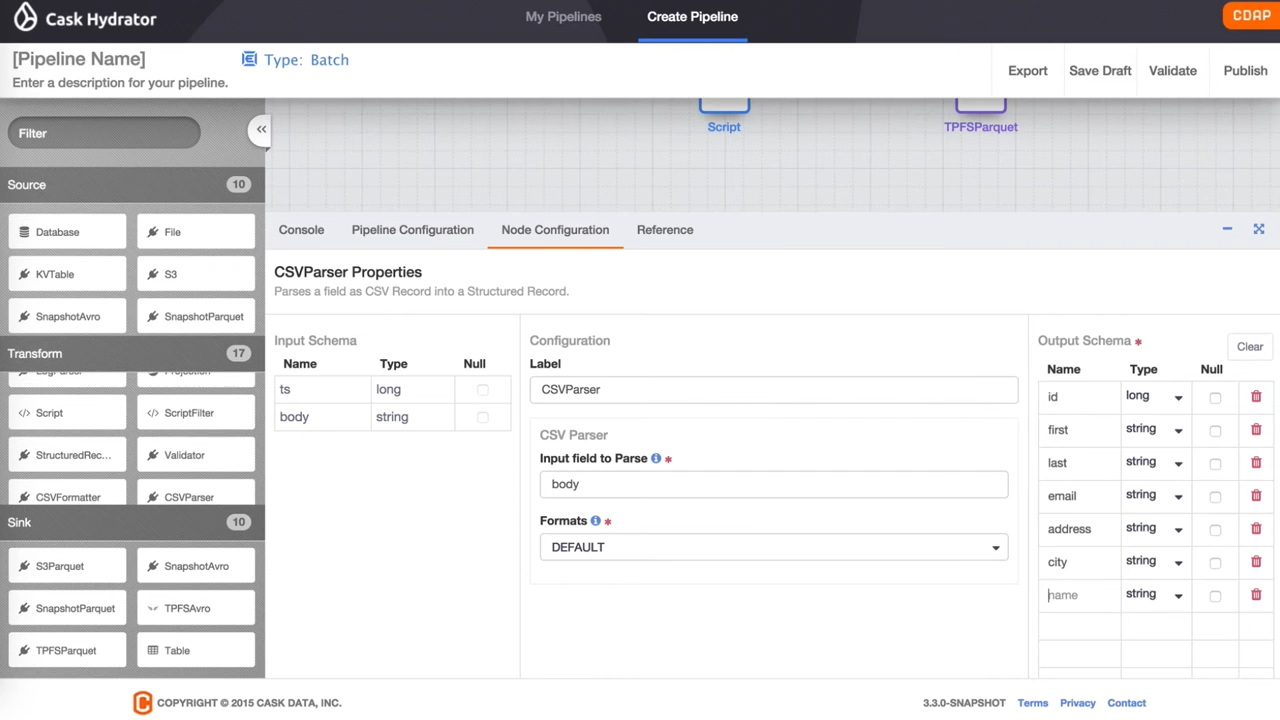 Cask Hydrator
My Pipelines
Create Pipeline
CDAP
[Pipeline Name]
Type: Batch
Enter a description for your pipeline.
Export
Save Draft
Validate
Publish
Filter
Script
TPFSParquet
Source 10
Database
File
KVTable
S3
SnapshotAvro
SnapshotParquet
Transform 17
Script
ScriptFilter
StructuredRec...
Validator
CSVFormatter
CSVParser
Sink 10
S3Parquet
SnapshotAvro
SnapshotParquet
TPFSAvro
TPFSParquet
Table
Console
Pipeline Configuration
Node Configuration
Reference
CSVParser Properties
Parses a field as CSV Record into a Structured Record.
Input Schema
Name Type Null
ts long
body string
Configuration
Label
CSVParser
CSV Parser
Input field to Parse *
body
Formats *
DEFAULT
Output Schema *
Clear
Name Type Null
id long
first string
last string
email string
address string
city string
name string
COPYRIGHT © 2015 CASK DATA, INC.
3.3.0-SNAPSHOT
Terms
Privacy
Contact